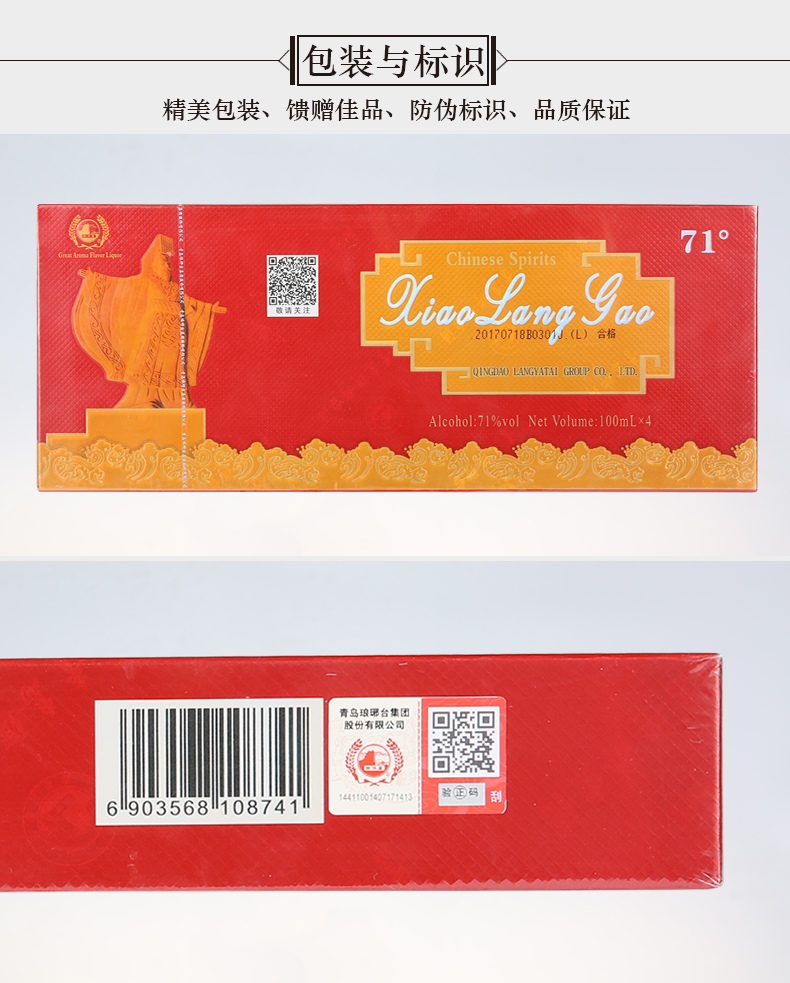 包装与标识
精美包装、馈赠佳品、防伪标识、品质保证
Great Aroma Flavor Liquor
敬请关注
71°
Chinese Spirits
Xiao Lang Gao
20170718B0301J.(L) 合格
QINGDAO LANGYATAI GROUP CO., LTD.
Alcohol:71%vol Net Volume:100mL×4
6 903568 108741
青岛琅琊台集团
股份有限公司
14411001407171413
验正码
刮